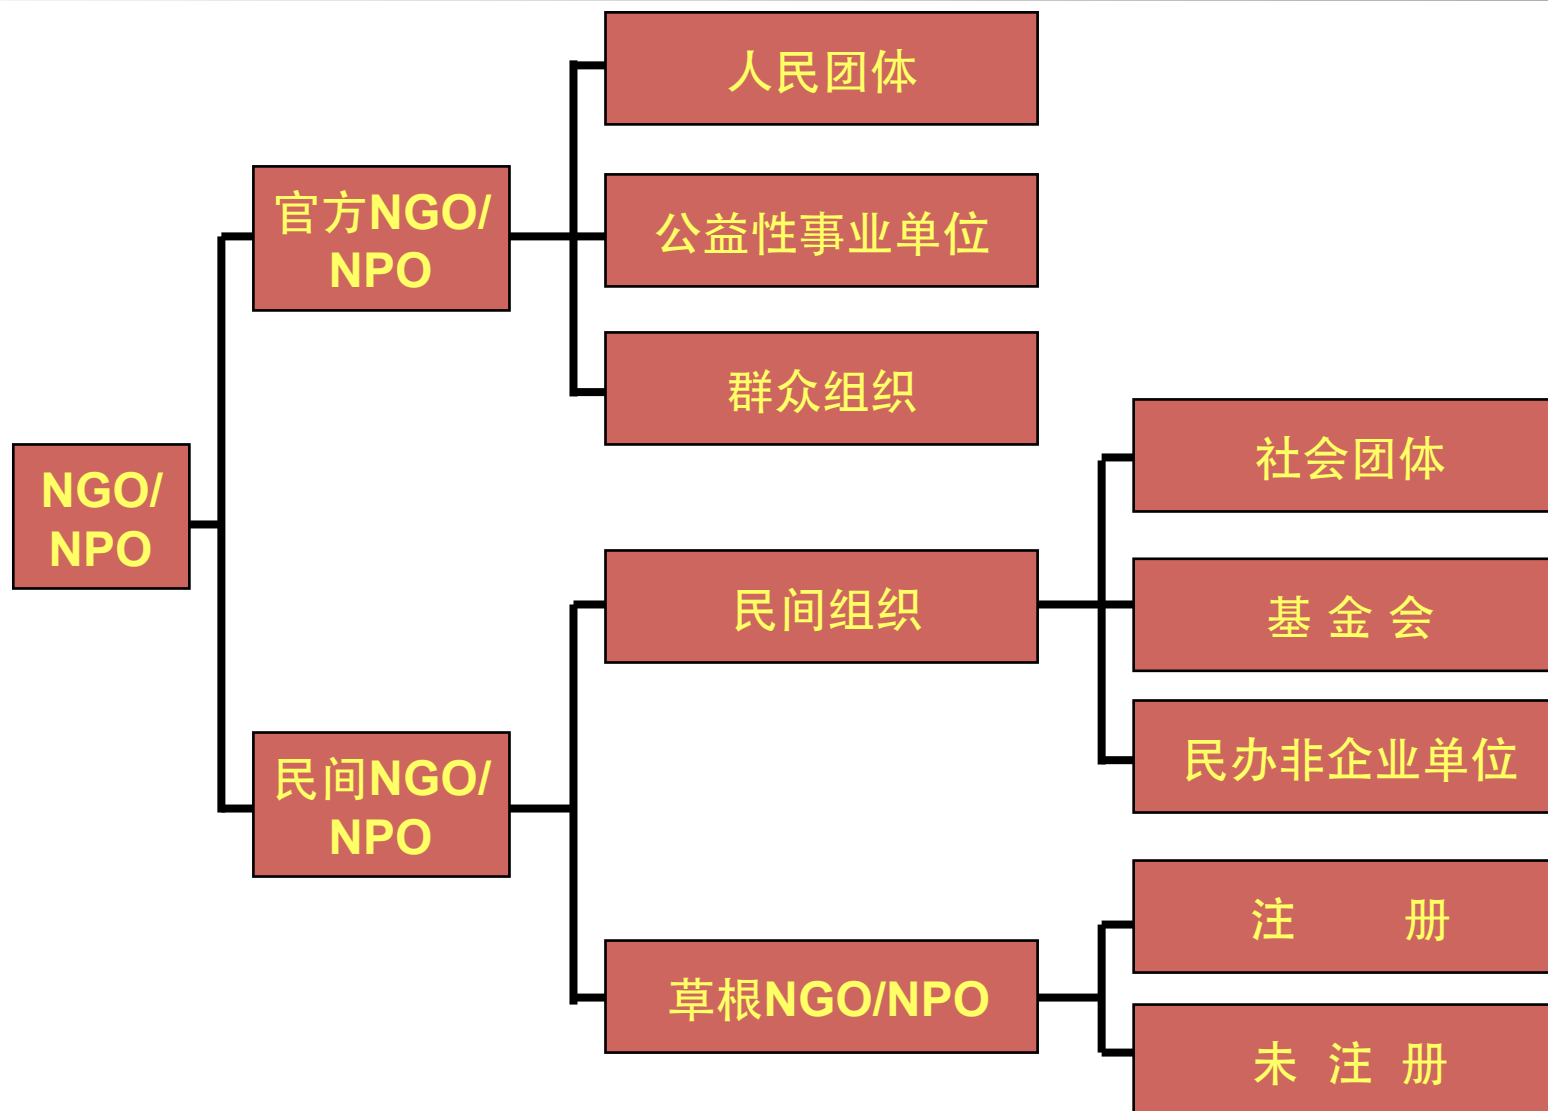 人民团体
官方NGO/
NPO
公益性事业单位
群众组织
NGO/
NPO
社会团体
民间组织
基 金 会
民间NGO/
NPO
民办非企业单位
草根NGO/NPO
注 册
未 注 册